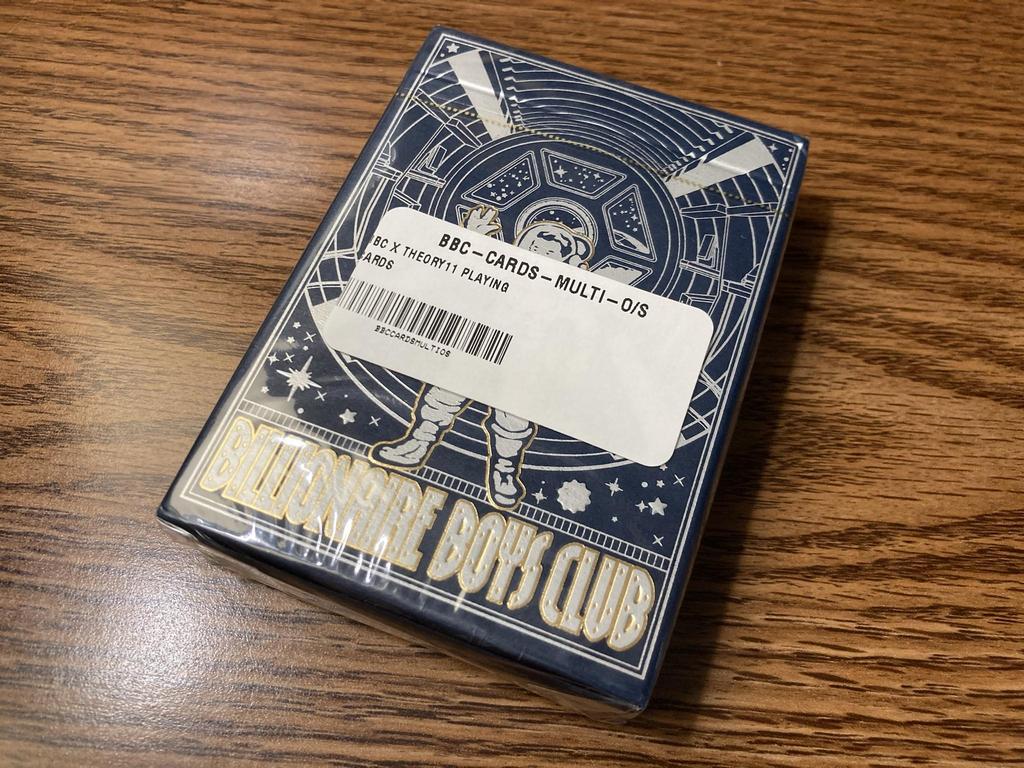 BBC-CARDS-MULTI-O/S
BC X THEORY11 PLAYING
ARDS
BBCCARDSMULTIOS
BILLIONAIRE BOYS CLUB